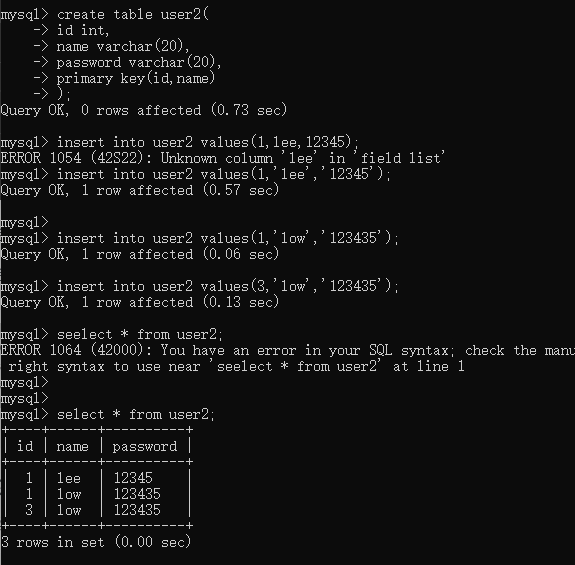 mysql> create table user2(
    -> id int,
    -> name varchar(20),
    -> password varchar(20),
    -> primary key(id,name)
    -> );
Query OK, 0 rows affected (0.73 sec)

mysql> insert into user2 values(1,lee,12345);
ERROR 1054 (42S22): Unknown column 'lee' in 'field list'
mysql> insert into user2 values(1,'lee','12345');
Query OK, 1 row affected (0.57 sec)

mysql>
mysql> insert into user2 values(1,'low','123435');
Query OK, 1 row affected (0.06 sec)

mysql> insert into user2 values(3,'low','123435');
Query OK, 1 row affected (0.13 sec)

mysql> seelect * from user2;
ERROR 1064 (42000): You have an error in your SQL syntax; check the manu
 right syntax to use near 'seelect * from user2' at line 1
mysql>
mysql>
mysql> select * from user2;
+----+------+----------+
| id | name | password |
+----+------+----------+
|  1 | lee  | 12345    |
|  1 | low  | 123435   |
|  3 | low  | 123435   |
+----+------+----------+
3 rows in set (0.00 sec)